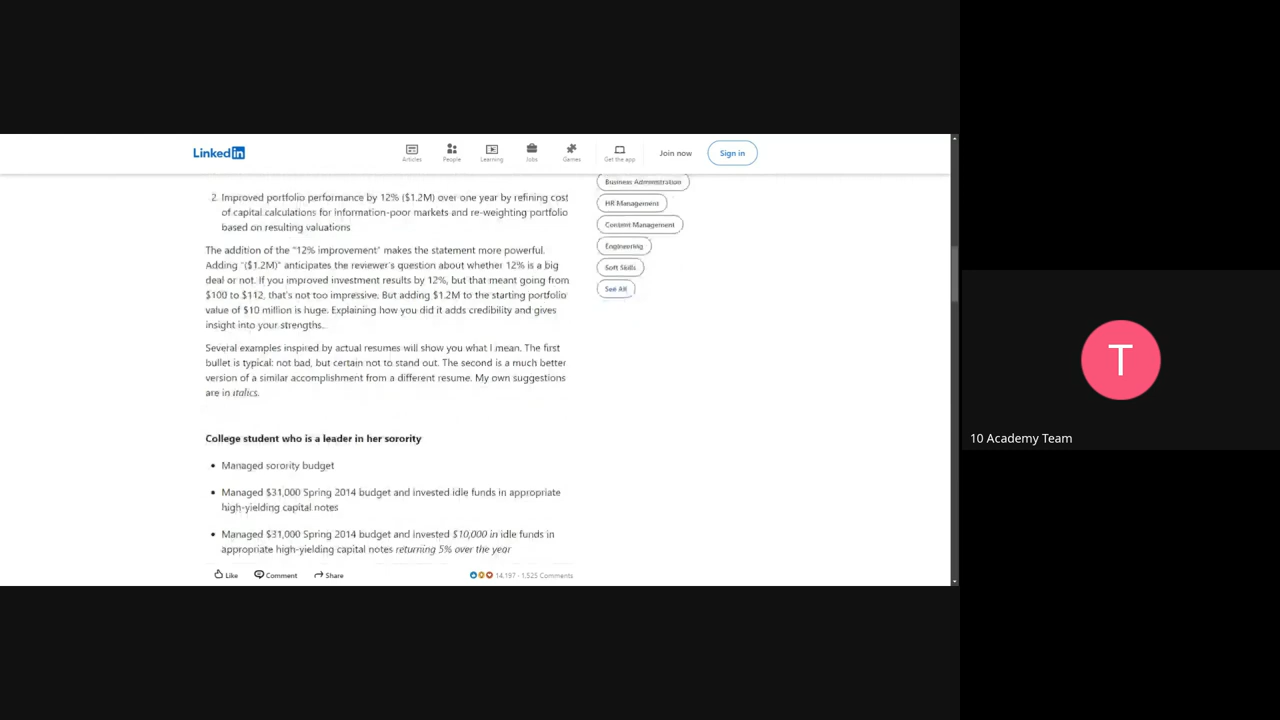 LinkedIn
Articles
People
Learning
Jobs
Games
Get the app
Join now
Sign in
2. Improved portfolio performance by 12% ($1.2M) over one year by refining cost
of capital calculations for information-poor markets and re-weighting portfolio
based on resulting valuations
The addition of the "12% improvement" makes the statement more powerful.
Adding "($1.2M)" anticipates the reviewer's question about whether 12% is a big
deal or not. If you improved investment results by 12%, but that meant going from
$100 to $112, that's not too impressive. But adding $1.2M to the starting portfolio
value of $10 million is huge. Explaining how you did it adds credibility and gives
insight into your strengths.
Several examples inspired by actual resumes will show you what I mean. The first
bullet is typical: not bad, but certain not to stand out. The second is a much better
version of a similar accomplishment from a different resume. My own suggestions
are in italics.
College student who is a leader in her sorority
• Managed sorority budget
• Managed $31,000 Spring 2014 budget and invested idle funds in appropriate
high-yielding capital notes
• Managed $31,000 Spring 2014 budget and invested $10,000 in idle funds in
appropriate high-yielding capital notes returning 5% over the year
Like
Comment
Share
14,197 · 1,525 Comments
Business Administration
HR Management
Content Management
Engineering
Soft Skills
See All
T
10 Academy Team